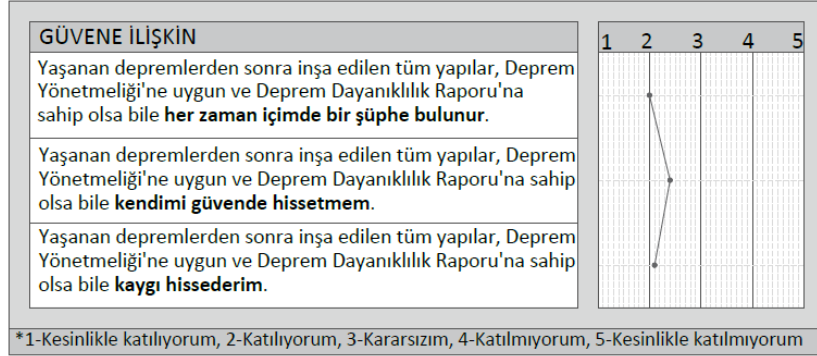 GÜVENE İLİŞKİN
1 2 3 4 5
Yaşanan depremlerden sonra inşa edilen tüm yapılar, Deprem
Yönetmeliği'ne uygun ve Deprem Dayanıklılık Raporu'na
sahip olsa bile her zaman içimde bir şüphe bulunur.
Yaşanan depremlerden sonra inşa edilen tüm yapılar, Deprem
Yönetmeliği'ne uygun ve Deprem Dayanıklılık Raporu'na sahip
olsa bile kendimi güvende hissetmem.
Yaşanan depremlerden sonra inşa edilen tüm yapılar, Deprem
Yönetmeliği'ne uygun ve Deprem Dayanıklılık Raporu'na sahip
olsa bile kaygı hissederim.
*1-Kesinlikle katılıyorum, 2-Katılıyorum, 3-Kararsızım, 4-Katılmıyorum, 5-Kesinlikle katılmıyorum